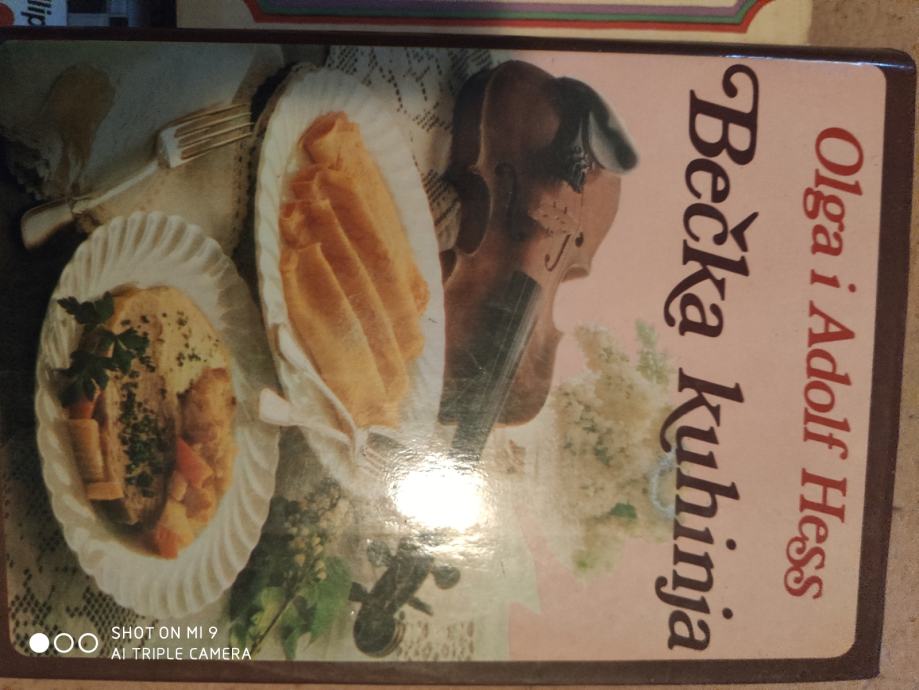 Olga i Adolf Hess
Bečka kuhinja
SHOT ON MI 9
AI TRIPLE CAMERA